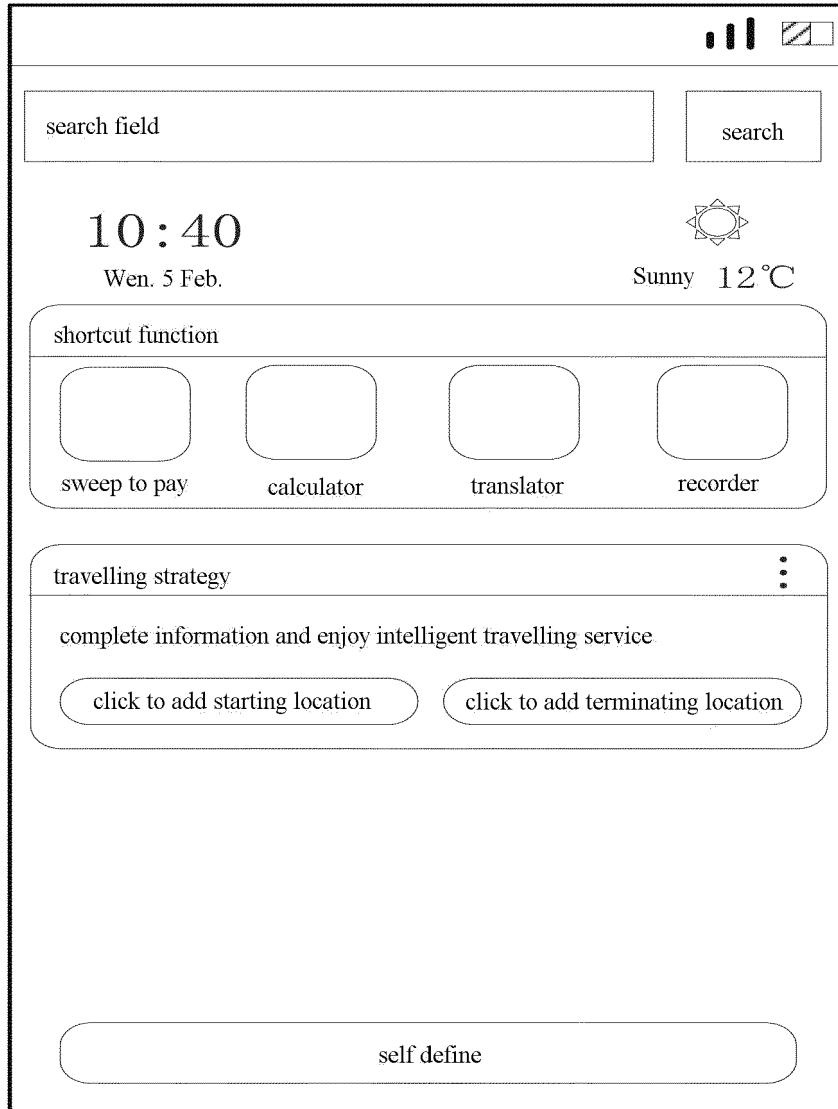 search field
search
10:40
Wen. 5 Feb.
Sunny 12℃
shortcut function
sweep to pay
calculator
translator
recorder
travelling strategy
complete information and enjoy intelligent travelling service
click to add starting location
click to add terminating location
self define